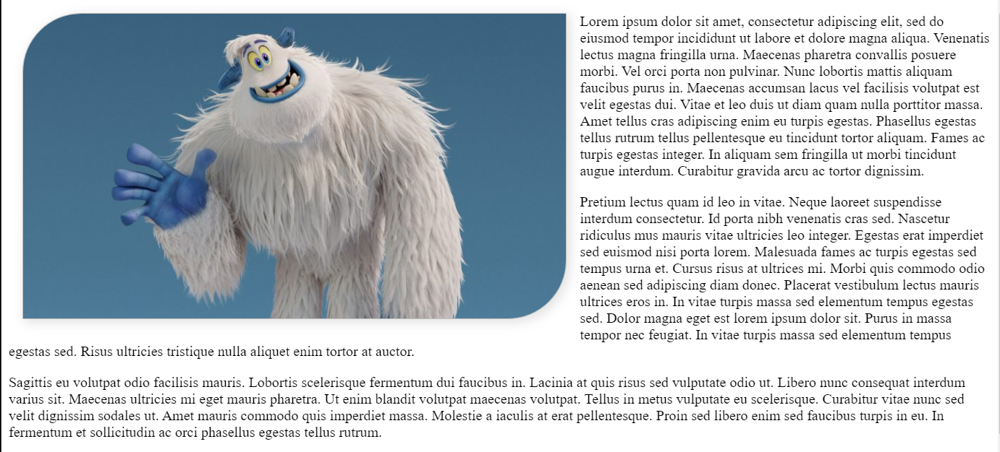 Lorem ipsum dolor sit amet, consectetur adipiscing elit, sed do
eiusmod tempor incididunt ut labore et dolore magna aliqua. Venenatis
lectus magna fringilla urna. Maecenas pharetra convallis posuere
morbi. Vel orci porta non pulvinar. Nunc lobortis mattis aliquam
faucibus purus in. Maecenas accumsan lacus vel facilisis volutpat est
velit egestas dui. Vitae et leo duis ut diam quam nulla porttitor massa.
Amet tellus cras adipiscing enim eu turpis egestas. Phasellus egestas
tellus rutrum tellus pellentesque eu tincidunt tortor aliquam. Fames ac
turpis egestas integer. In aliquam sem fringilla ut morbi tincidunt
augue interdum. Curabitur gravida arcu ac tortor dignissim.
Pretium lectus quam id leo in vitae. Neque laoreet suspendisse
interdum consectetur. Id porta nibh venenatis cras sed. Nascetur
ridiculus mus mauris vitae ultricies leo integer. Egestas erat imperdiet
sed euismod nisi porta lorem. Malesuada fames ac turpis egestas sed
tempus urna et. Cursus risus at ultrices mi. Morbi quis commodo odio
aenean sed adipiscing diam donec. Placerat vestibulum lectus mauris
ultrices eros in. In vitae turpis massa sed elementum tempus egestas
sed. Dolor magna eget est lorem ipsum dolor sit. Purus in massa
tempor nec feugiat. In vitae turpis massa sed elementum tempus
egestas sed. Risus ultricies tristique nulla aliquet enim tortor at auctor.
Sagittis eu volutpat odio facilisis mauris. Lobortis scelerisque fermentum dui faucibus in. Lacinia at quis risus sed vulputate odio ut. Libero nunc consequat interdum
varius sit. Maecenas ultricies mi eget mauris pharetra. Ut enim blandit volutpat maecenas volutpat. Tellus in metus vulputate eu scelerisque. Curabitur vitae nunc sed
velit dignissim sodales ut. Amet mauris commodo quis imperdiet massa. Molestie a iaculis at erat pellentesque. Proin sed libero enim sed faucibus turpis in eu. In
fermentum et sollicitudin ac orci phasellus egestas tellus rutrum.